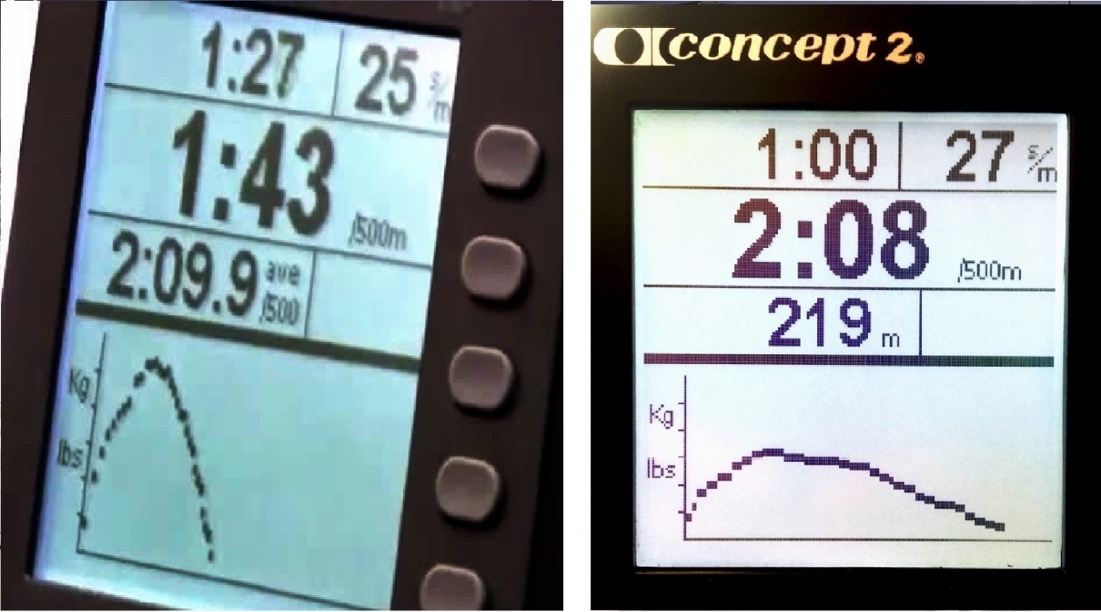 1:27 25 s/m
1:43 /500m
2:09.9 ave /500
Kg
lbs
concept 2®
1:00 27 s/m
2:08 /500m
219 m
Kg
lbs